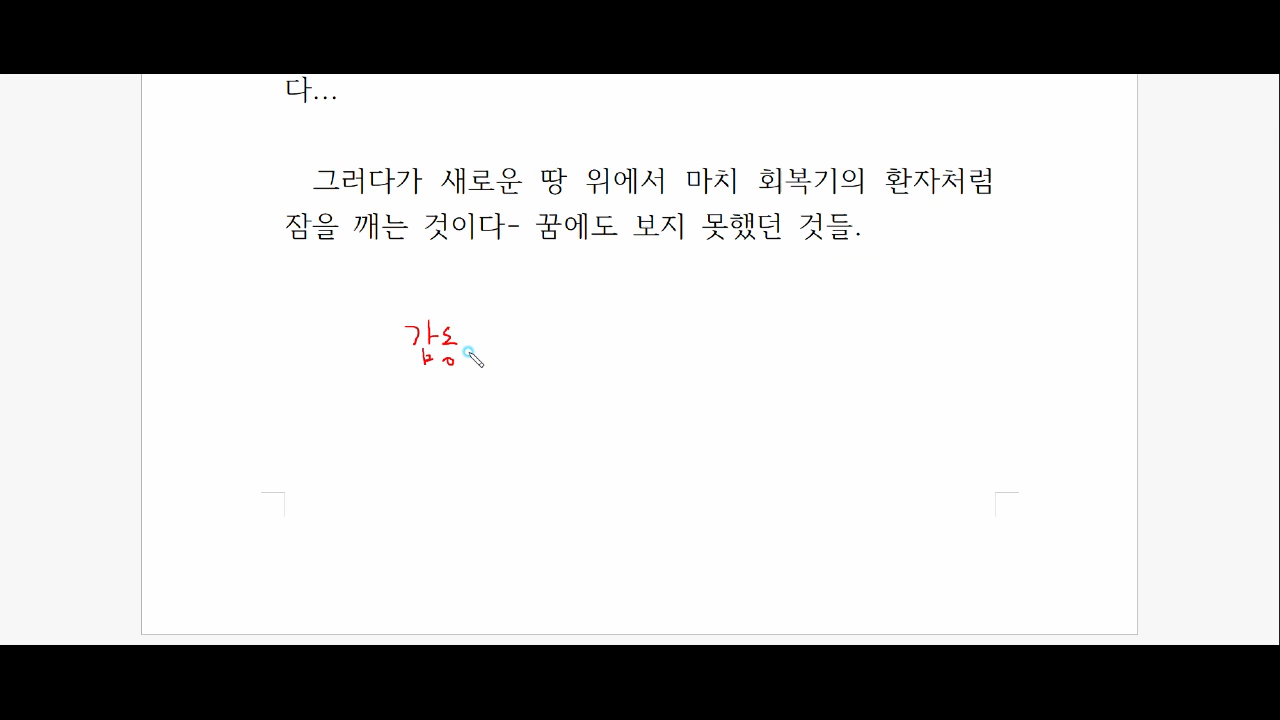 다...
그러다가 새로운 땅 위에서 마치 회복기의 환자처럼
잠을 깨는 것이다- 꿈에도 보지 못했던 것들.
감동